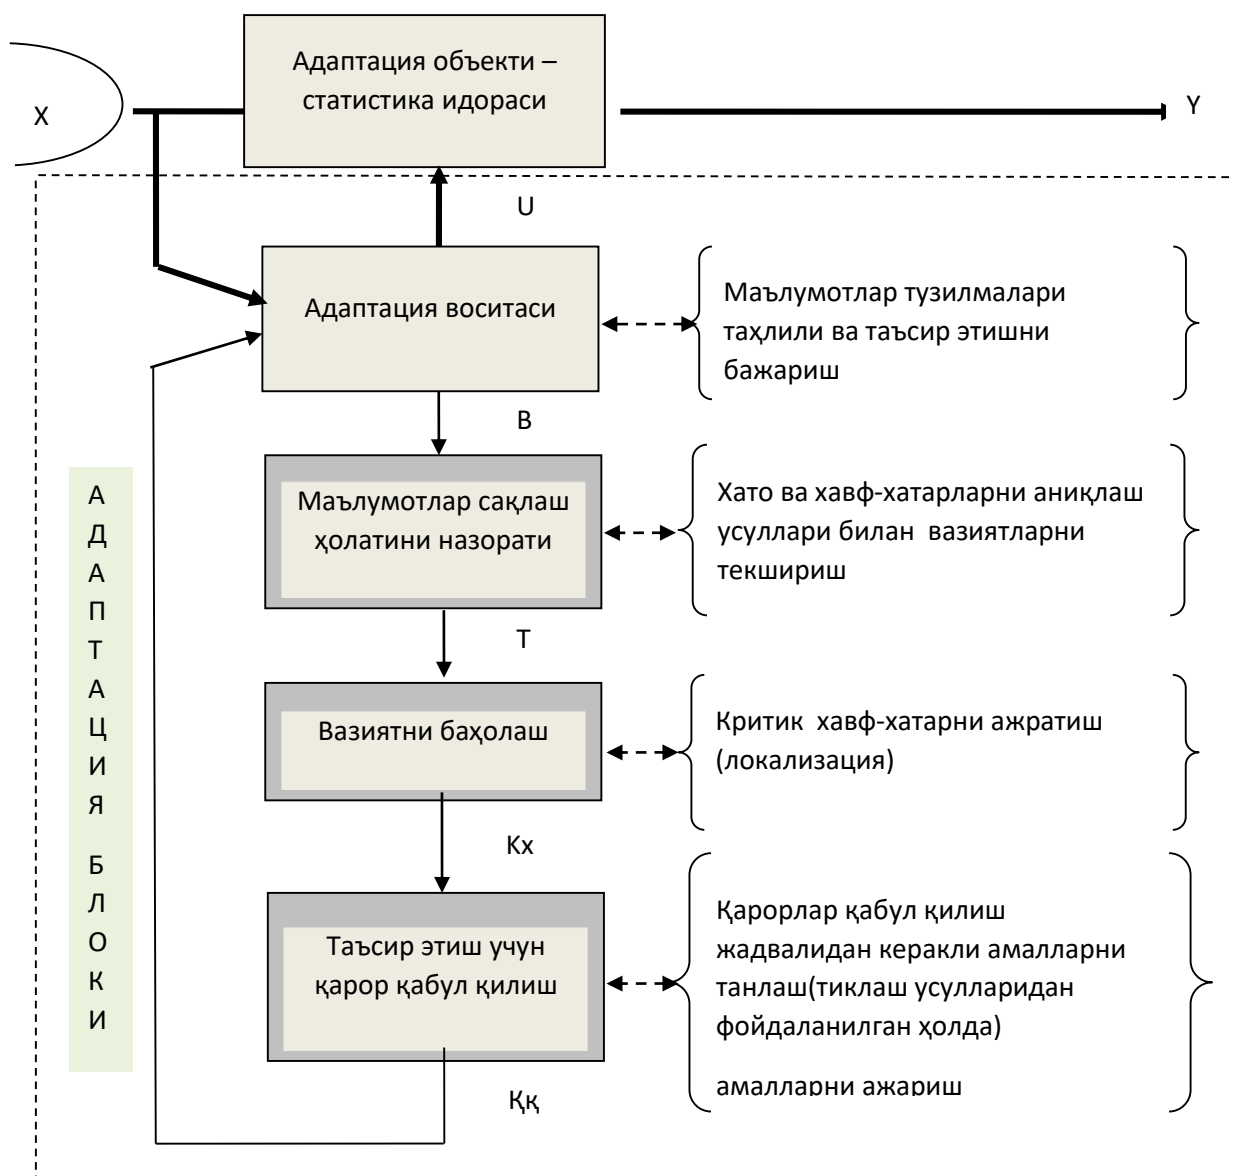 Адаптация объекти –
статистика идораси
X
Y
U
Адаптация воситаси
Маълумотлар тузилмалари
таҳлили ва таъсир этишни
бажариш
B
Маълумотлар сақлаш
ҳолатини назорати
Хато ва хавф-хатарларни аниқлаш
усуллари билан вазиятларни
текшириш
T
Вазиятни баҳолаш
Критик хавф-хатарни ажратиш
(локализация)
Kx
Таъсир этиш учун
қарор қабул қилиш
Қарорлар қабул қилиш
жадвалидан керакли амалларни
танлаш(тиклаш усулларидан
фойдаланилган ҳолда)
амалларни ажариш
Ққ
А
Д
А
П
Т
А
Ц
И
Я
Б
Л
О
К
И